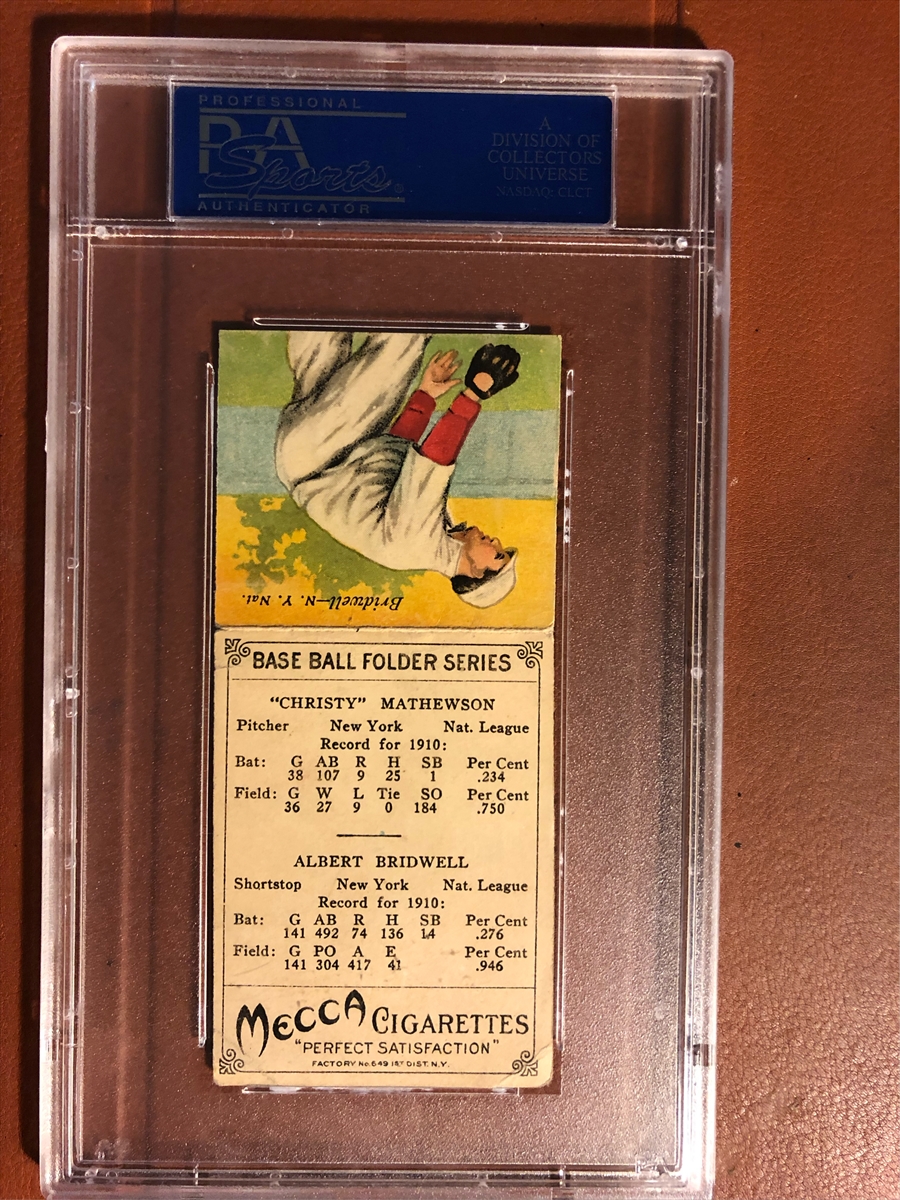 PROFESSIONAL
PSA
Sports®
AUTHENTICATOR
A
DIVISION OF
COLLECTORS
UNIVERSE
NASDAQ: CLCT
Bridwell—N. Y. Nat.
BASE BALL FOLDER SERIES
"CHRISTY" MATHEWSON
Pitcher New York Nat. League
Record for 1910:
Bat: G AB R H SB Per Cent
38 107 9 25 1 .234
Field: G W L Tie SO Per Cent
36 27 9 0 184 .750
ALBERT BRIDWELL
Shortstop New York Nat. League
Record for 1910:
Bat: G AB R H SB Per Cent
141 492 74 136 14 .276
Field: G PO A E Per Cent
141 304 417 41 .946
MECCA CIGARETTES
"PERFECT SATISFACTION"
FACTORY No. 649 1ST DIST. N.Y.